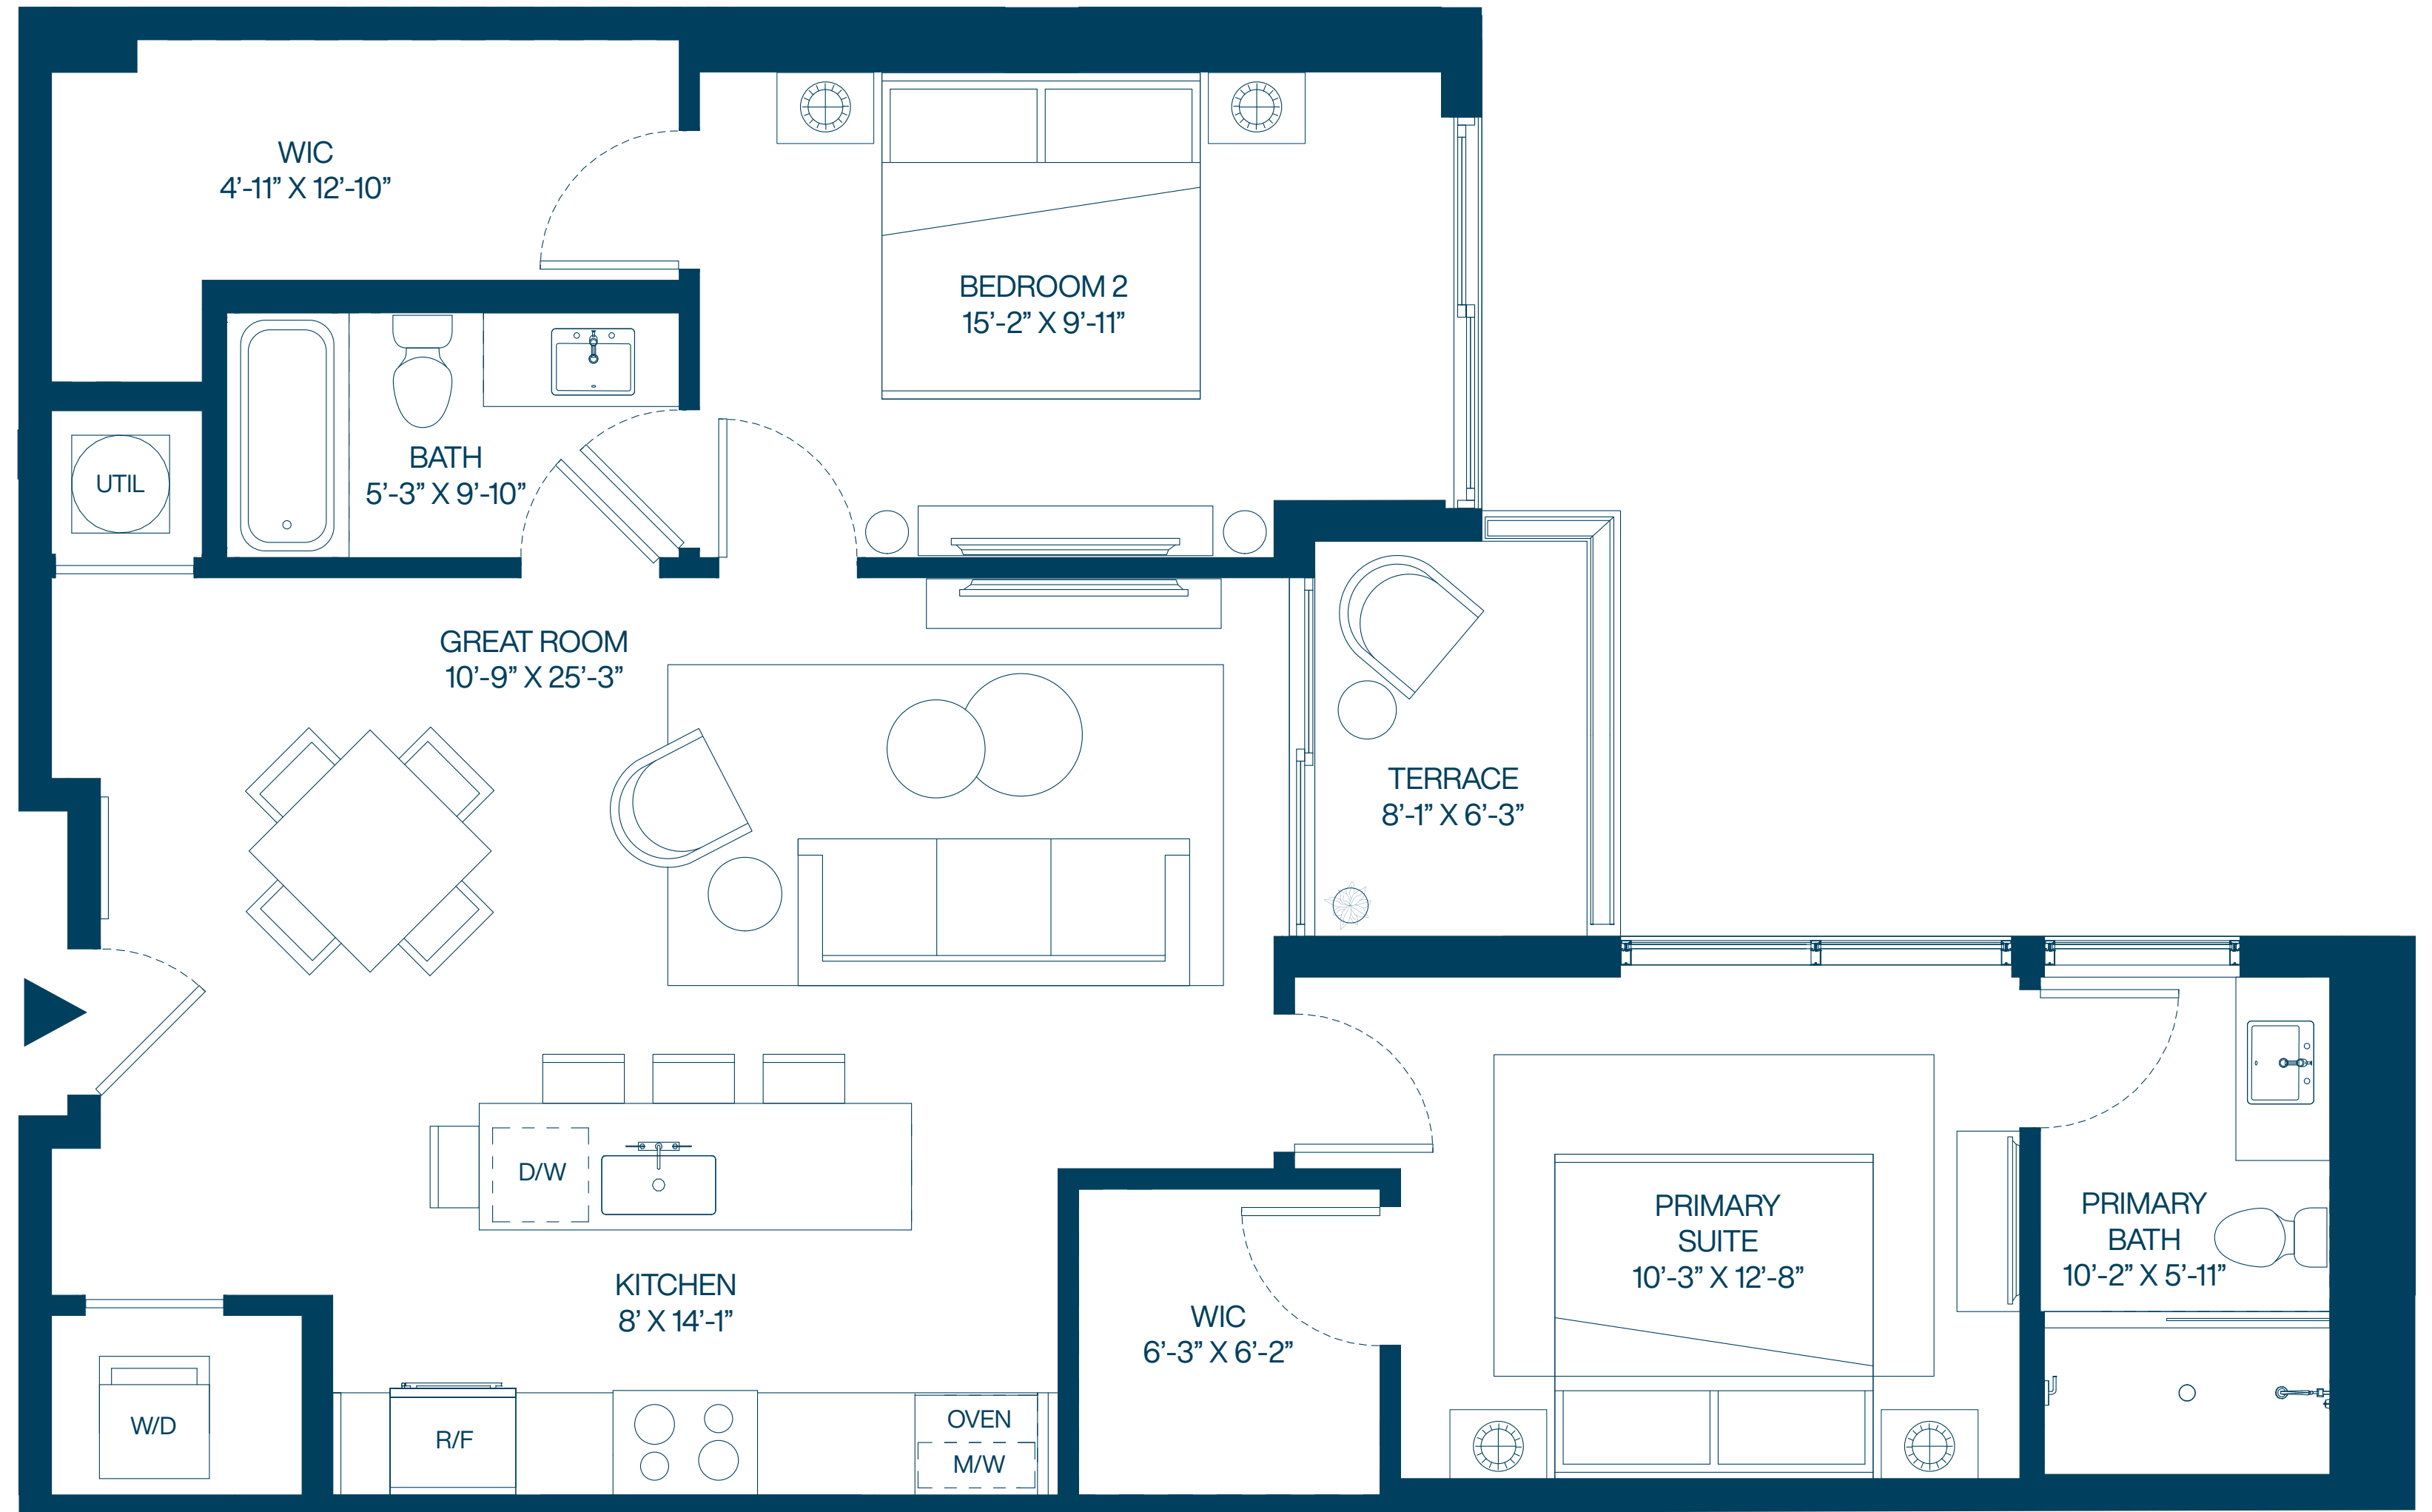 WIC
4’-11” X 12’-10”
BEDROOM 2
15’-2” X 9’-11”
BATH
5’-3” X 9’-10”
UTIL
GREAT ROOM
10’-9” X 25’-3”
TERRACE
8’-1” X 6’-3”
D/W
KITCHEN
8’ X 14’-1”
WIC
6’-3” X 6’-2”
PRIMARY
SUITE
10’-3” X 12’-8”
PRIMARY
BATH
10’-2” X 5’-11”
W/D
R/F
OVEN
M/W